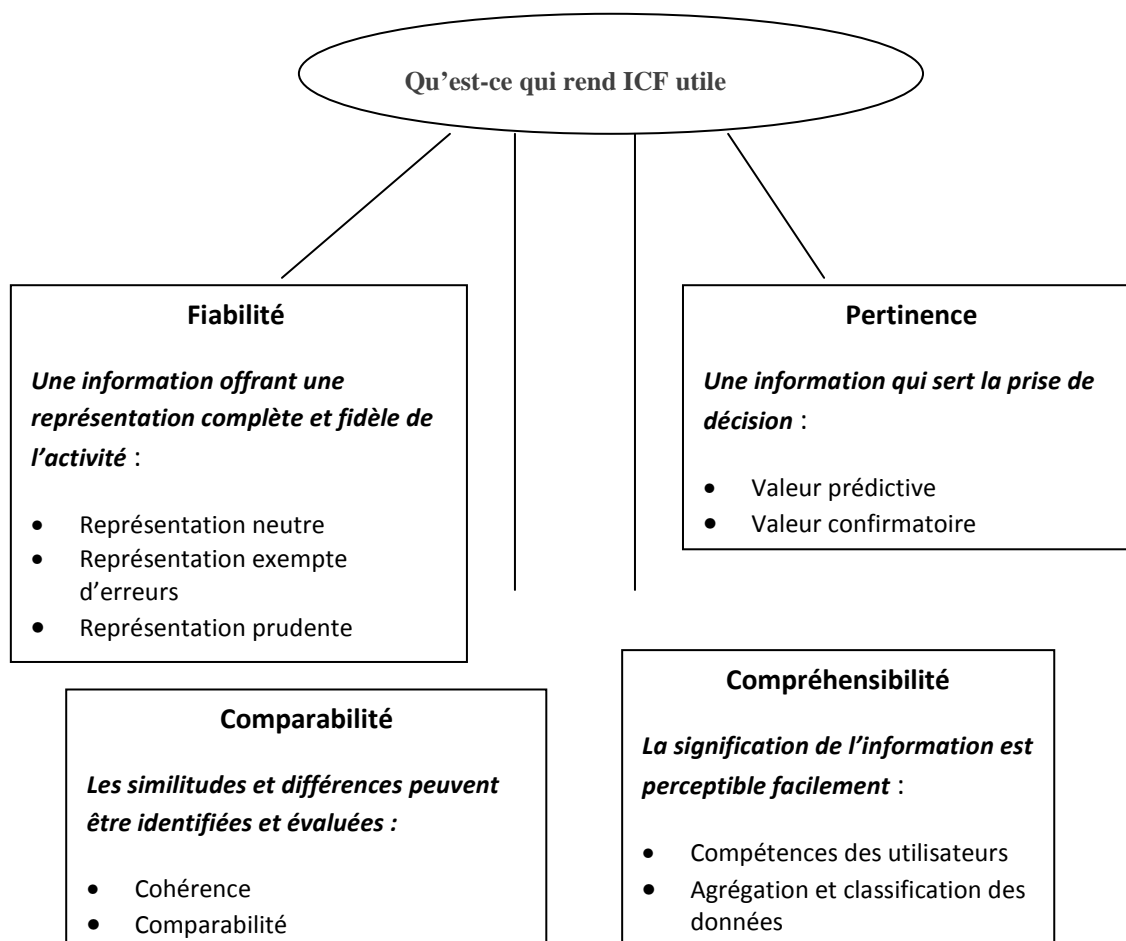 Qu’est-ce qui rend ICF utile
Fiabilité
Une information offrant une
représentation complète et fidèle de
l’activité :
• Représentation neutre
• Représentation exempte
d’erreurs
• Représentation prudente
Pertinence
Une information qui sert la prise de
décision :
• Valeur prédictive
• Valeur confirmatoire
Comparabilité
Les similitudes et différences peuvent
être identifiées et évaluées :
• Cohérence
• Comparabilité
Compréhensibilité
La signification de l’information est
perceptible facilement :
• Compétences des utilisateurs
• Agrégation et classification des
données